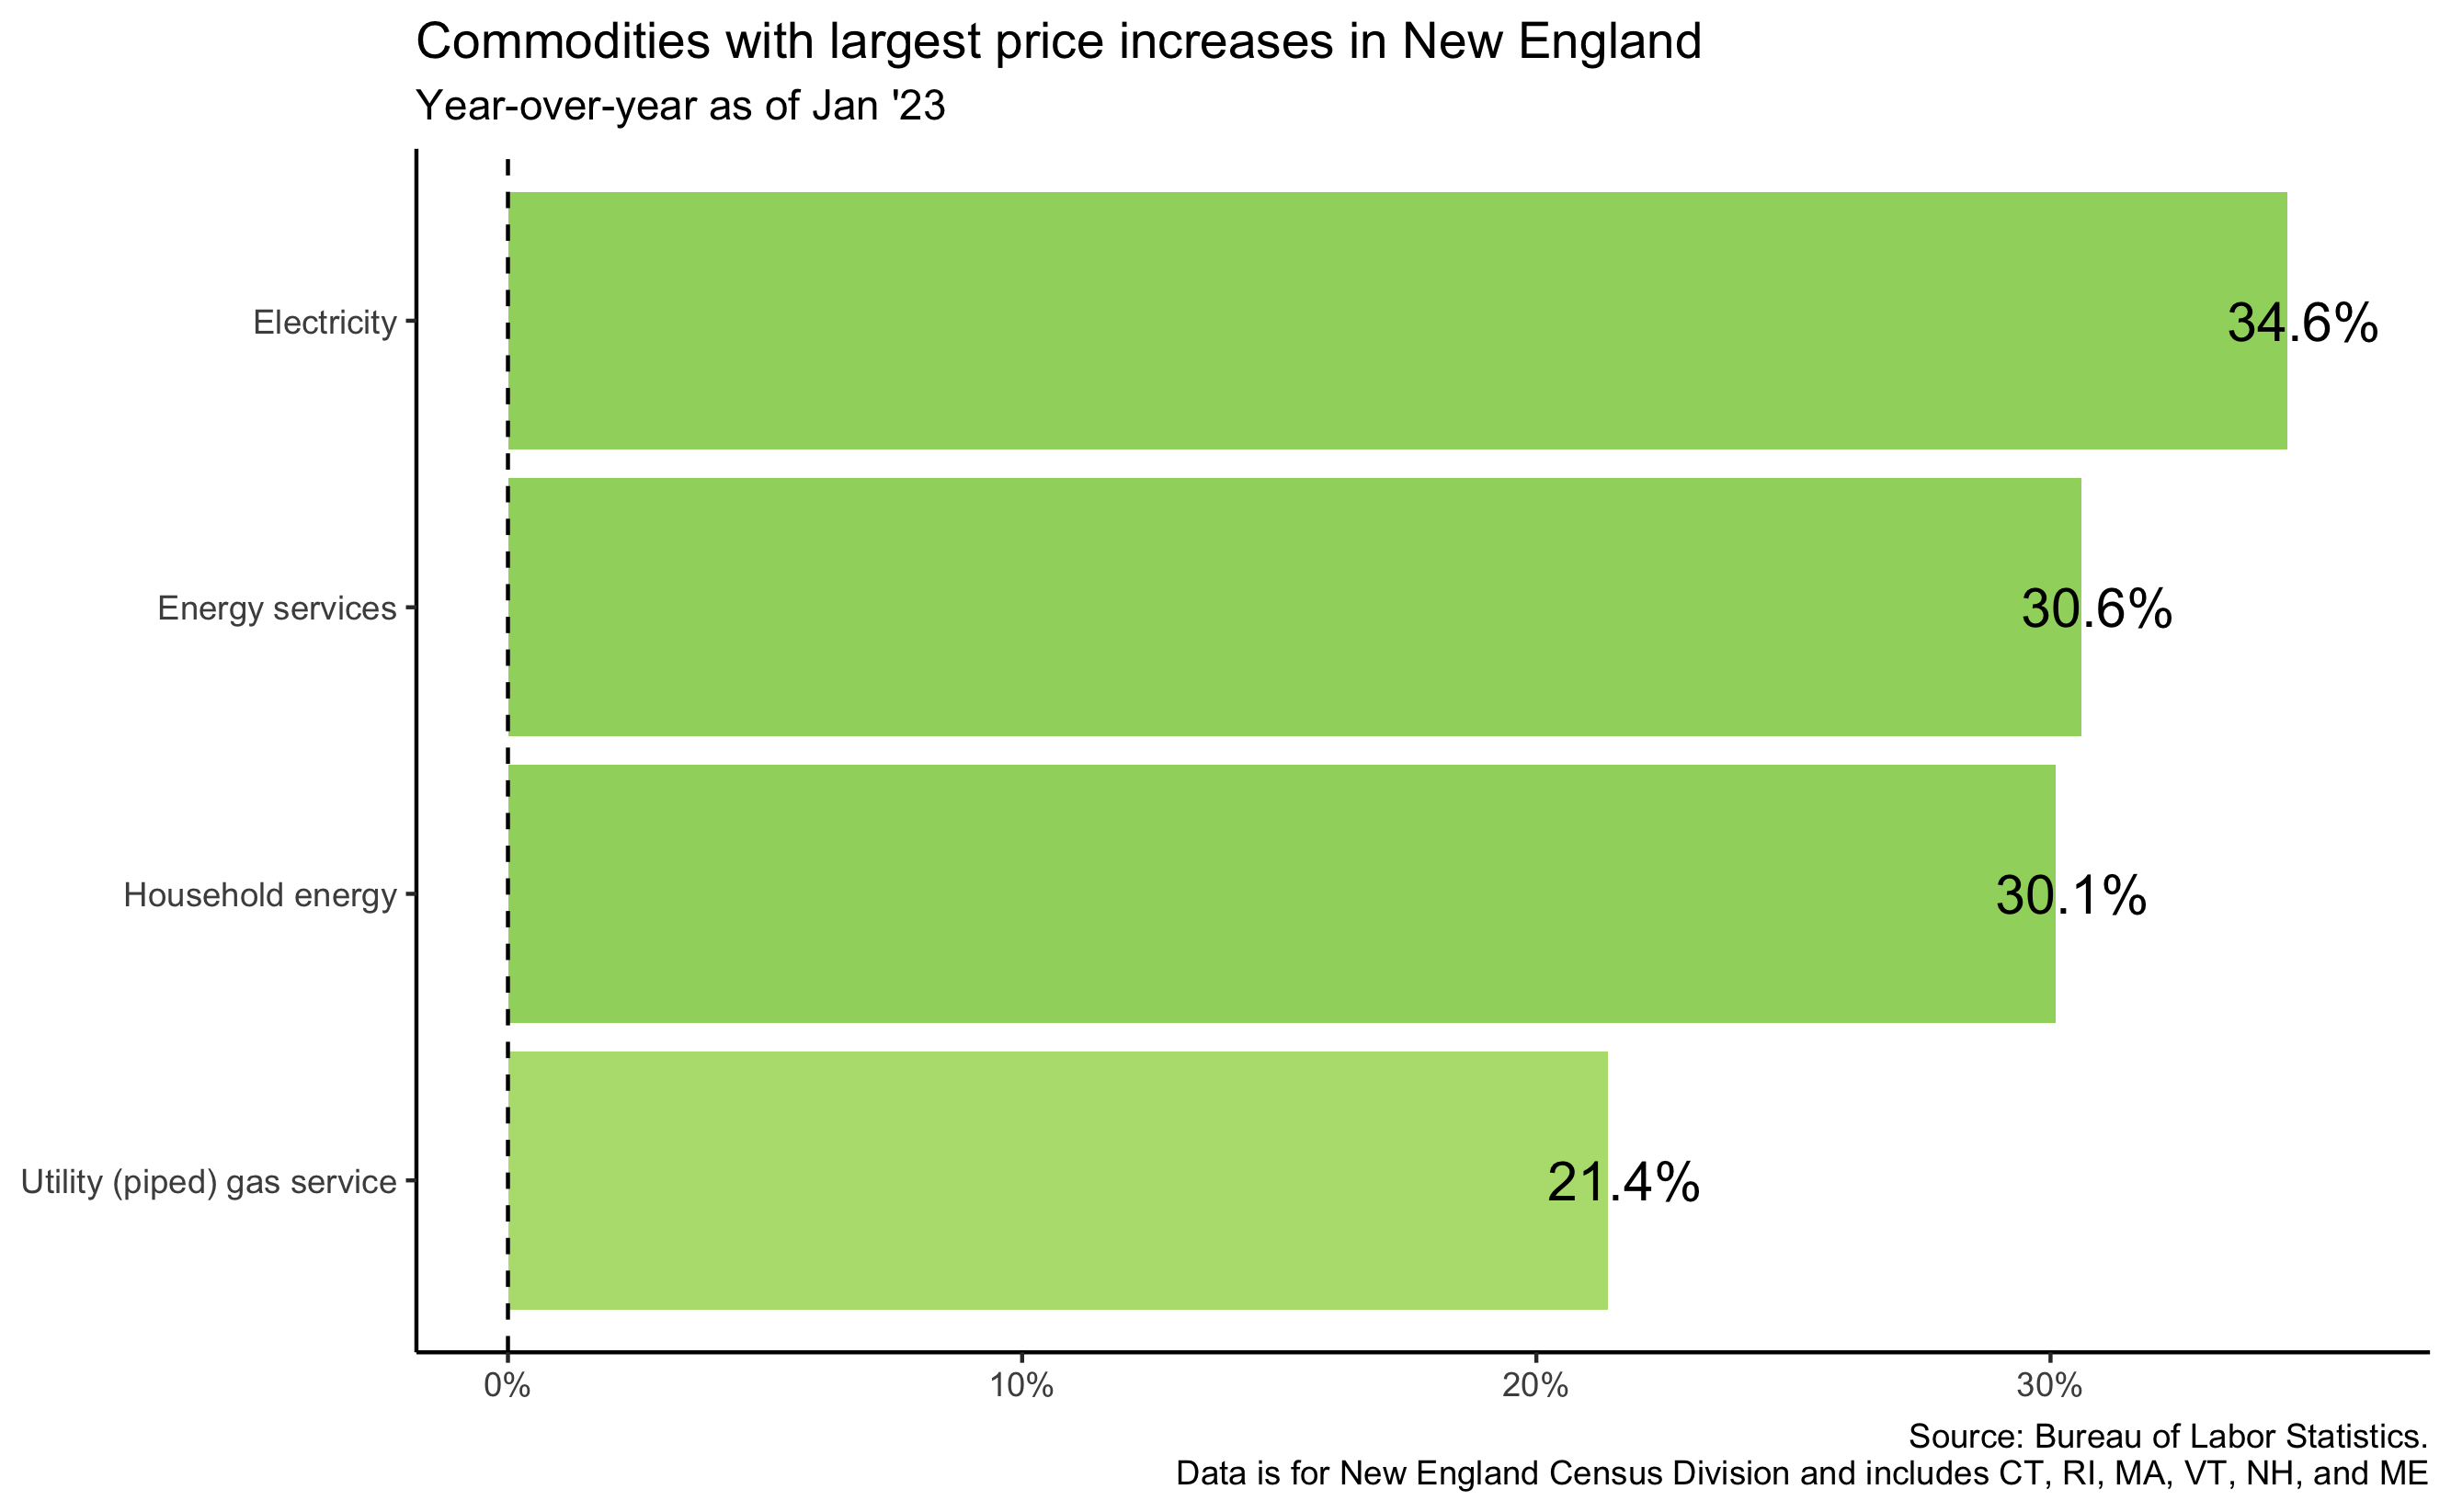 Commodities with largest price increases in New England
Year-over-year as of Jan '23
Electricity
34.6%
Energy services
30.6%
Household energy
30.1%
Utility (piped) gas service
21.4%
0%
10%
20%
30%
Source: Bureau of Labor Statistics.
Data is for New England Census Division and includes CT, RI, MA, VT, NH, and ME